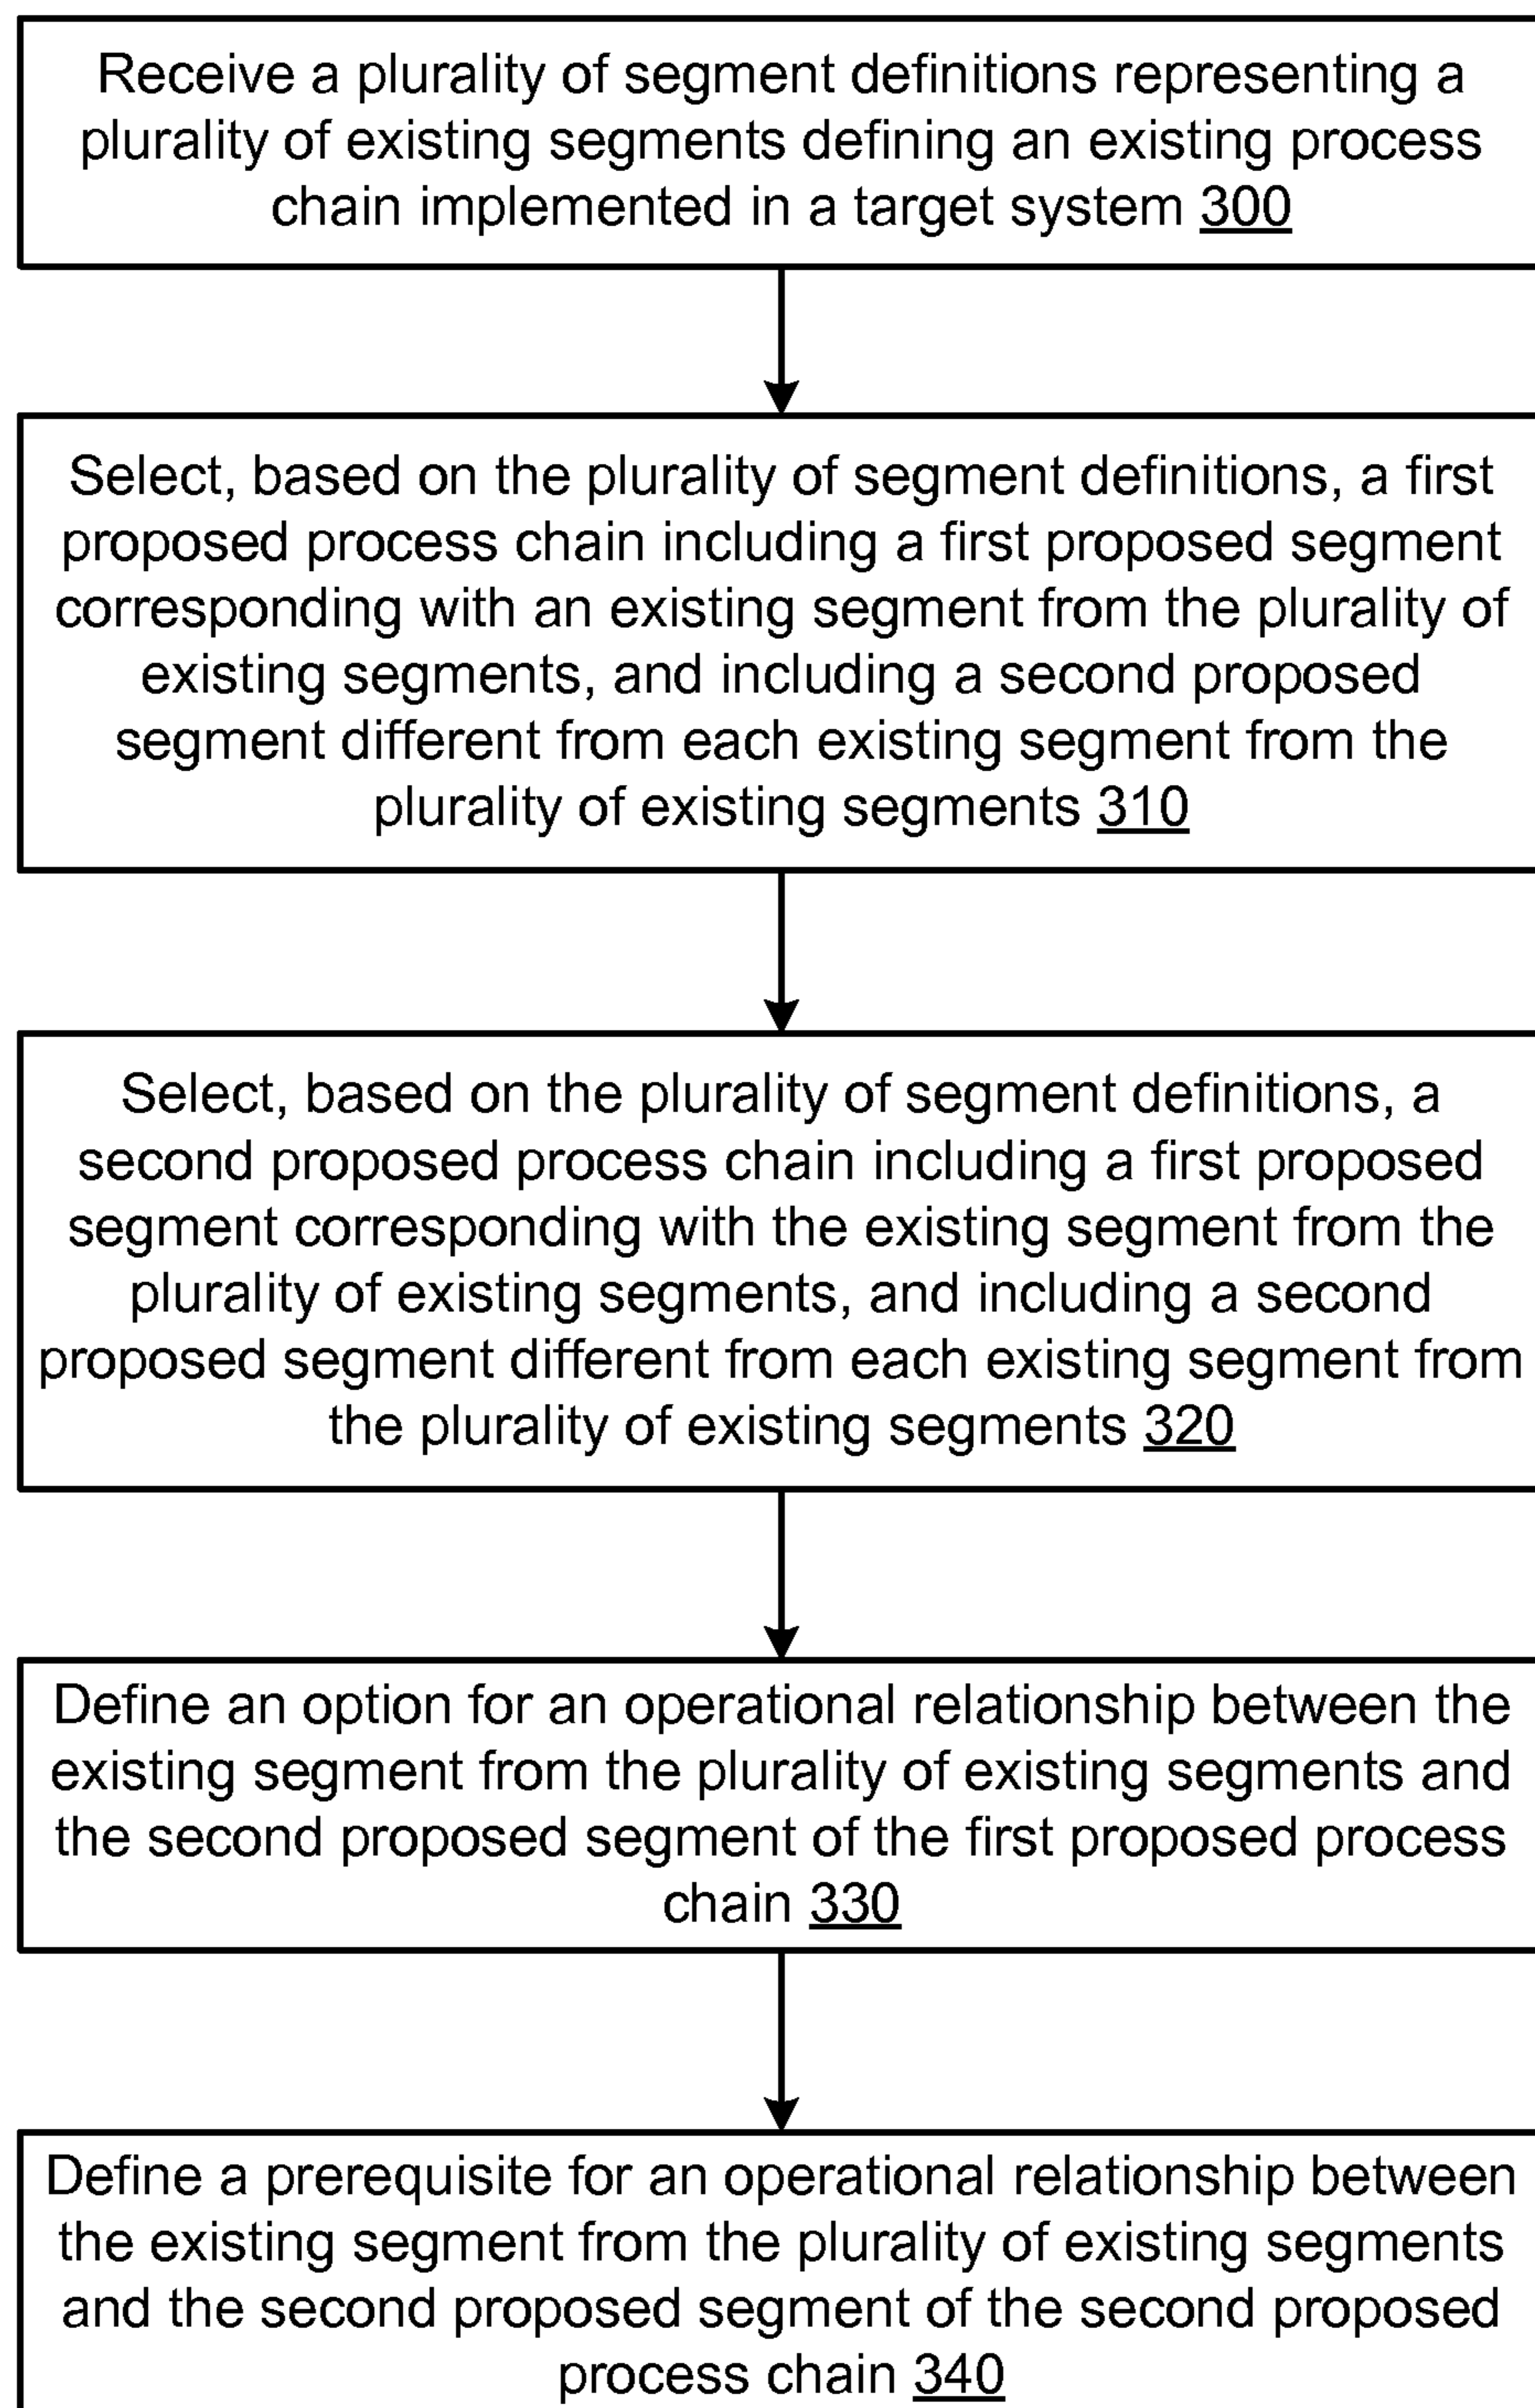 Receive a plurality of segment definitions representing a
plurality of existing segments defining an existing process
chain implemented in a target system 300
Select, based on the plurality of segment definitions, a first
proposed process chain including a first proposed segment
corresponding with an existing segment from the plurality of
existing segments, and including a second proposed
segment different from each existing segment from the
plurality of existing segments 310
Select, based on the plurality of segment definitions, a
second proposed process chain including a first proposed
segment corresponding with the existing segment from the
plurality of existing segments, and including a second
proposed segment different from each existing segment from
the plurality of existing segments 320
Define an option for an operational relationship between the
existing segment from the plurality of existing segments and
the second proposed segment of the first proposed process
chain 330
Define a prerequisite for an operational relationship between
the existing segment from the plurality of existing segments
and the second proposed segment of the second proposed
process chain 340